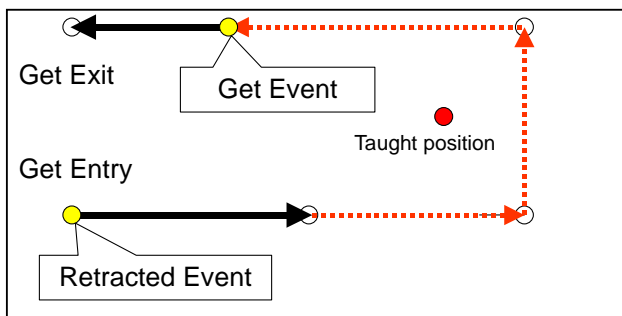 Get Exit
Get Event
Taught position
Get Entry
Retracted Event